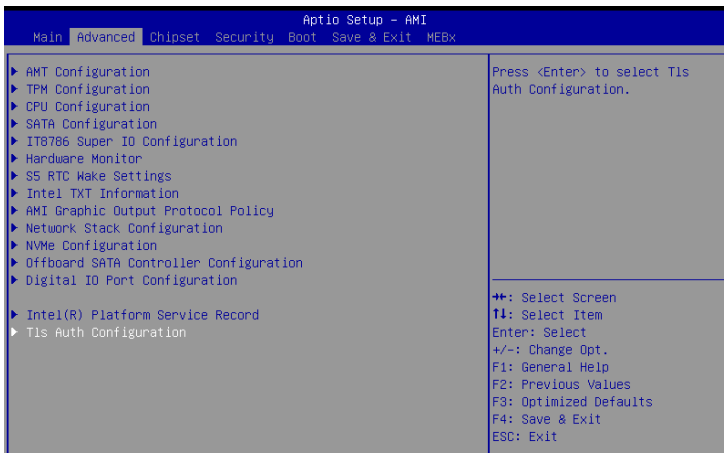 Aptio Setup – AMI
Main Advanced Chipset Security Boot Save & Exit MEBx
▶ AMT Configuration
▶ TPM Configuration
▶ CPU Configuration
▶ SATA Configuration
▶ IT8786 Super IO Configuration
▶ Hardware Monitor
▶ S5 RTC Wake Settings
▶ Intel TXT Information
▶ AMI Graphic Output Protocol Policy
▶ Network Stack Configuration
▶ NVMe Configuration
▶ Offboard SATA Controller Configuration
▶ Digital IO Port Configuration
▶ Intel(R) Platform Service Record
▶ Tls Auth Configuration
Press <Enter> to select Tls
Auth Configuration.
→←: Select Screen
↑↓: Select Item
Enter: Select
+/-: Change Opt.
F1: General Help
F2: Previous Values
F3: Optimized Defaults
F4: Save & Exit
ESC: Exit